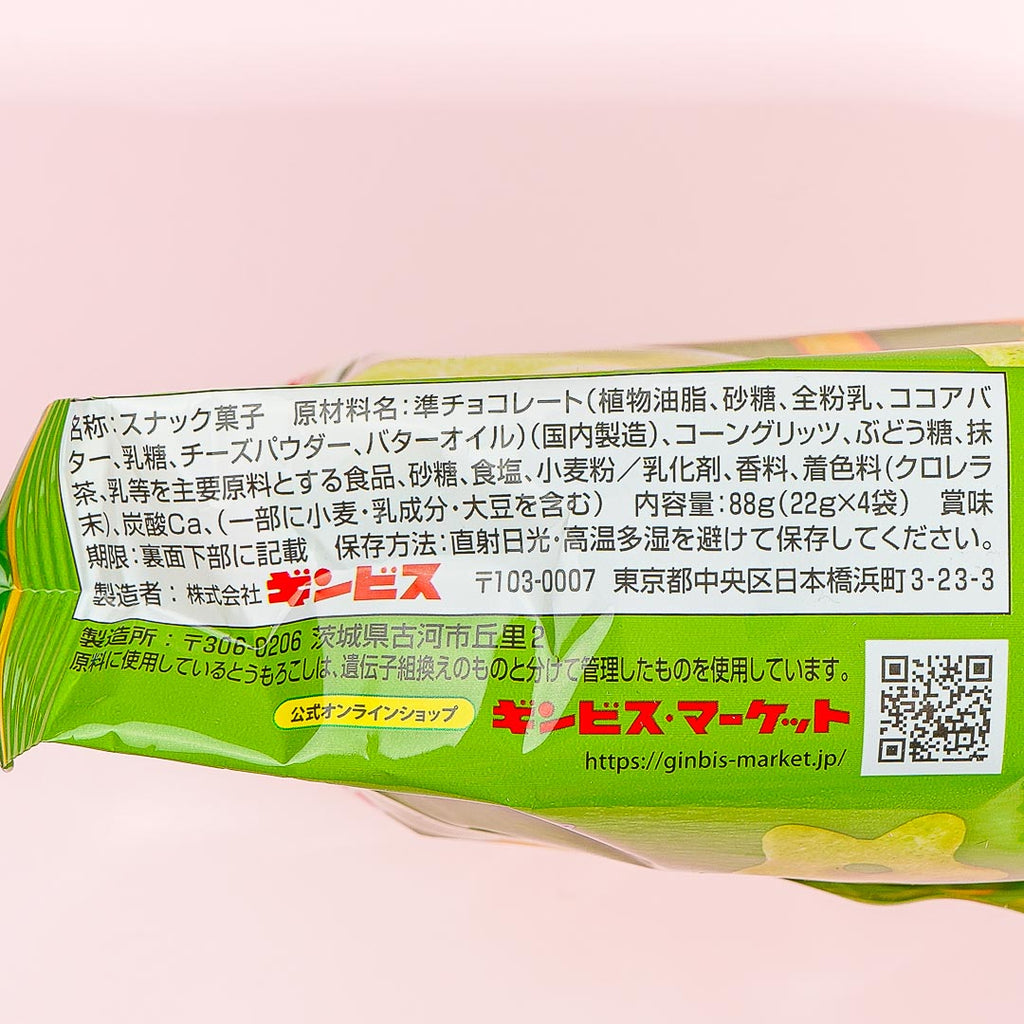 名称:スナック菓子　原材料名:準チョコレート(植物油脂、砂糖、全粉乳、ココアバ
ター、乳糖、チーズパウダー、バターオイル)(国内製造)、コーングリッツ、ぶどう糖、抹
茶、乳等を主要原料とする食品、砂糖、食塩、小麦粉/乳化剤、香料、着色料(クロレラ
末)、炭酸Ca、(一部に小麦・乳成分・大豆を含む)　内容量:88g(22g×4袋)　賞味
期限:裏面下部に記載　保存方法:直射日光・高温多湿を避けて保存してください。
製造者:株式会社ギンビス　〒103-0007　東京都中央区日本橋浜町3-23-3
製造所:〒306-0206 茨城県古河市丘里2
原料に使用しているとうもろこしは、遺伝子組換えのものと分けて管理したものを使用しています。
公式オンラインショップ ギンビス・マーケット
https://ginbis-market.jp/